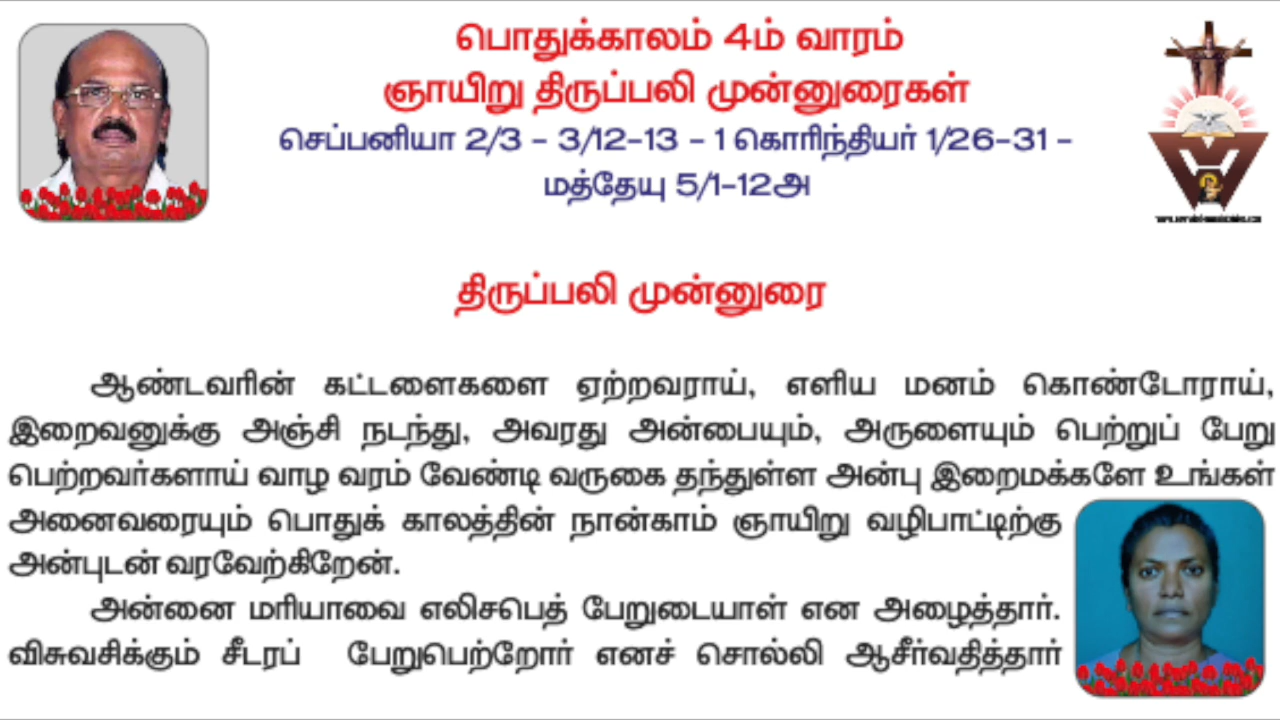 பொதுக்காலம் 4ம் வாரம்
ஞாயிறு திருப்பலி முன்னுரைகள்
செப்பனியா 2/3 - 3/12-13 - 1 கொரிந்தியர் 1/26-31 -
மத்தேயு 5/1-12அ
திருப்பலி முன்னுரை
ஆண்டவரின் கட்டளைகளை ஏற்றவராய், எளிய மனம் கொண்டோராய்,
இறைவனுக்கு அஞ்சி நடந்து, அவரது அன்பையும், அருளையும் பெற்றுப் பேறு
பெற்றவர்களாய் வாழ வரம் வேண்டி வருகை தந்துள்ள அன்பு இறைமக்களே உங்கள்
அனைவரையும் பொதுக் காலத்தின் நான்காம் ஞாயிறு வழிபாட்டிற்கு
அன்புடன் வரவேற்கிறேன்.
அன்னை மரியாவை எலிசபெத் பேறுடையாள் என அழைத்தார்.
விசுவசிக்கும் சீடரப் பேறுபெற்றோர் எனச் சொல்லி ஆசீர்வதித்தார்